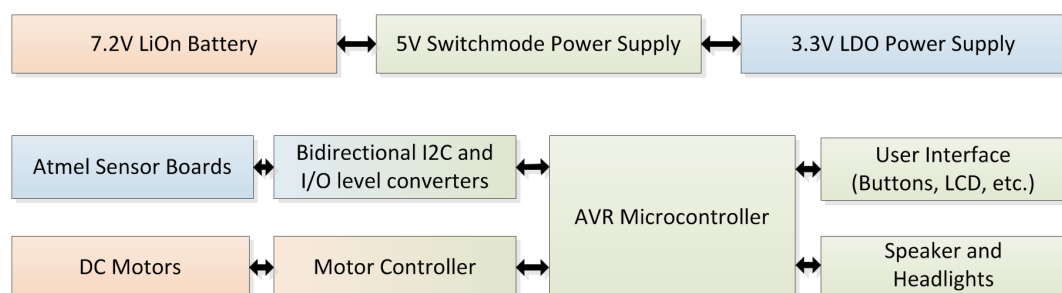 7.2V LiOn Battery
5V Switchmode Power Supply
3.3V LDO Power Supply
Atmel Sensor Boards
Bidirectional I2C and
I/O level converters
AVR Microcontroller
User Interface
(Buttons, LCD, etc.)
DC Motors
Motor Controller
Speaker and
Headlights